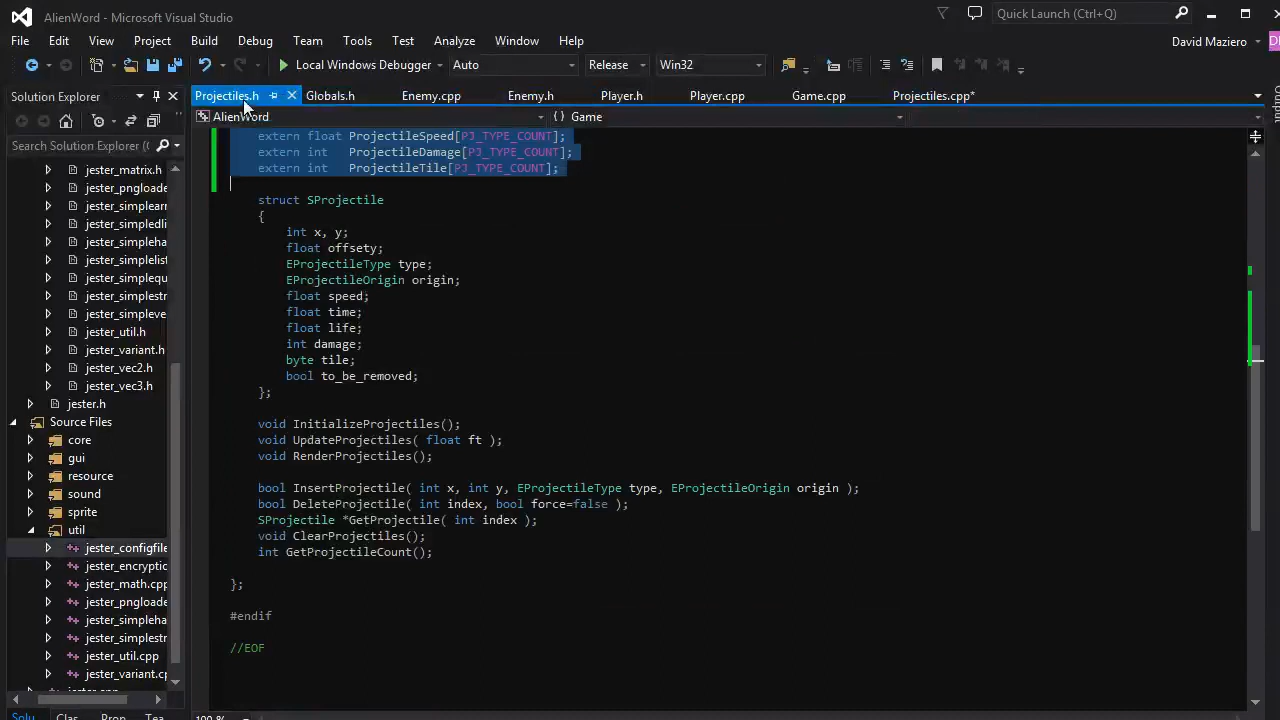 AlienWord - Microsoft Visual Studio
Quick Launch (Ctrl+Q)
File Edit View Project Build Debug Team Tools Test Analyze Window Help
David Maziero
Local Windows Debugger Auto Release Win32
Solution Explorer
Projectiles.h Globals.h Enemy.cpp Enemy.h Player.h Player.cpp Game.cpp Projectiles.cpp*
AlienWord {} Game
Search Solution Explorer
jester_matrix.h
jester_pngloade
jester_simplearr
jester_simpledli
jester_simpleha
jester_simplelist
jester_simplequ
jester_simplestr
jester_simpleve
jester_util.h
jester_variant.h
jester_vec2.h
jester_vec3.h
jester.h
Source Files
core
gui
resource
sound
sprite
util
jester_configfile
jester_encryptic
jester_math.cpp
jester_pngloade
jester_simpleha
jester_simplestr
jester_util.cpp
jester_variant.cp
Solu Clas Prop Tea
extern float ProjectileSpeed[PJ_TYPE_COUNT];
extern int ProjectileDamage[PJ_TYPE_COUNT];
extern int ProjectileTile[PJ_TYPE_COUNT];
struct SProjectile
{
int x, y;
float offsety;
EProjectileType type;
EProjectileOrigin origin;
float speed;
float time;
float life;
int damage;
byte tile;
bool to_be_removed;
};
void InitializeProjectiles();
void UpdateProjectiles( float ft );
void RenderProjectiles();
bool InsertProjectile( int x, int y, EProjectileType type, EProjectileOrigin origin );
bool DeleteProjectile( int index, bool force=false );
SProjectile *GetProjectile( int index );
void ClearProjectiles();
int GetProjectileCount();
};
#endif
//EOF